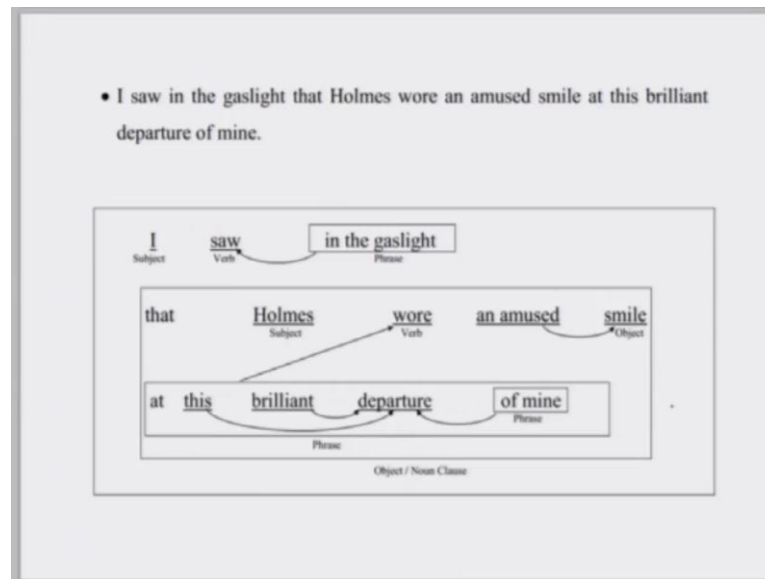 • I saw in the gaslight that Holmes wore an amused smile at this brilliant
departure of mine.
I saw in the gaslight
Subject Verb Phrase
that Holmes wore an amused smile
Subject Verb Object
at this brilliant departure of mine
Phrase
Phrase
Object / Noun Clause